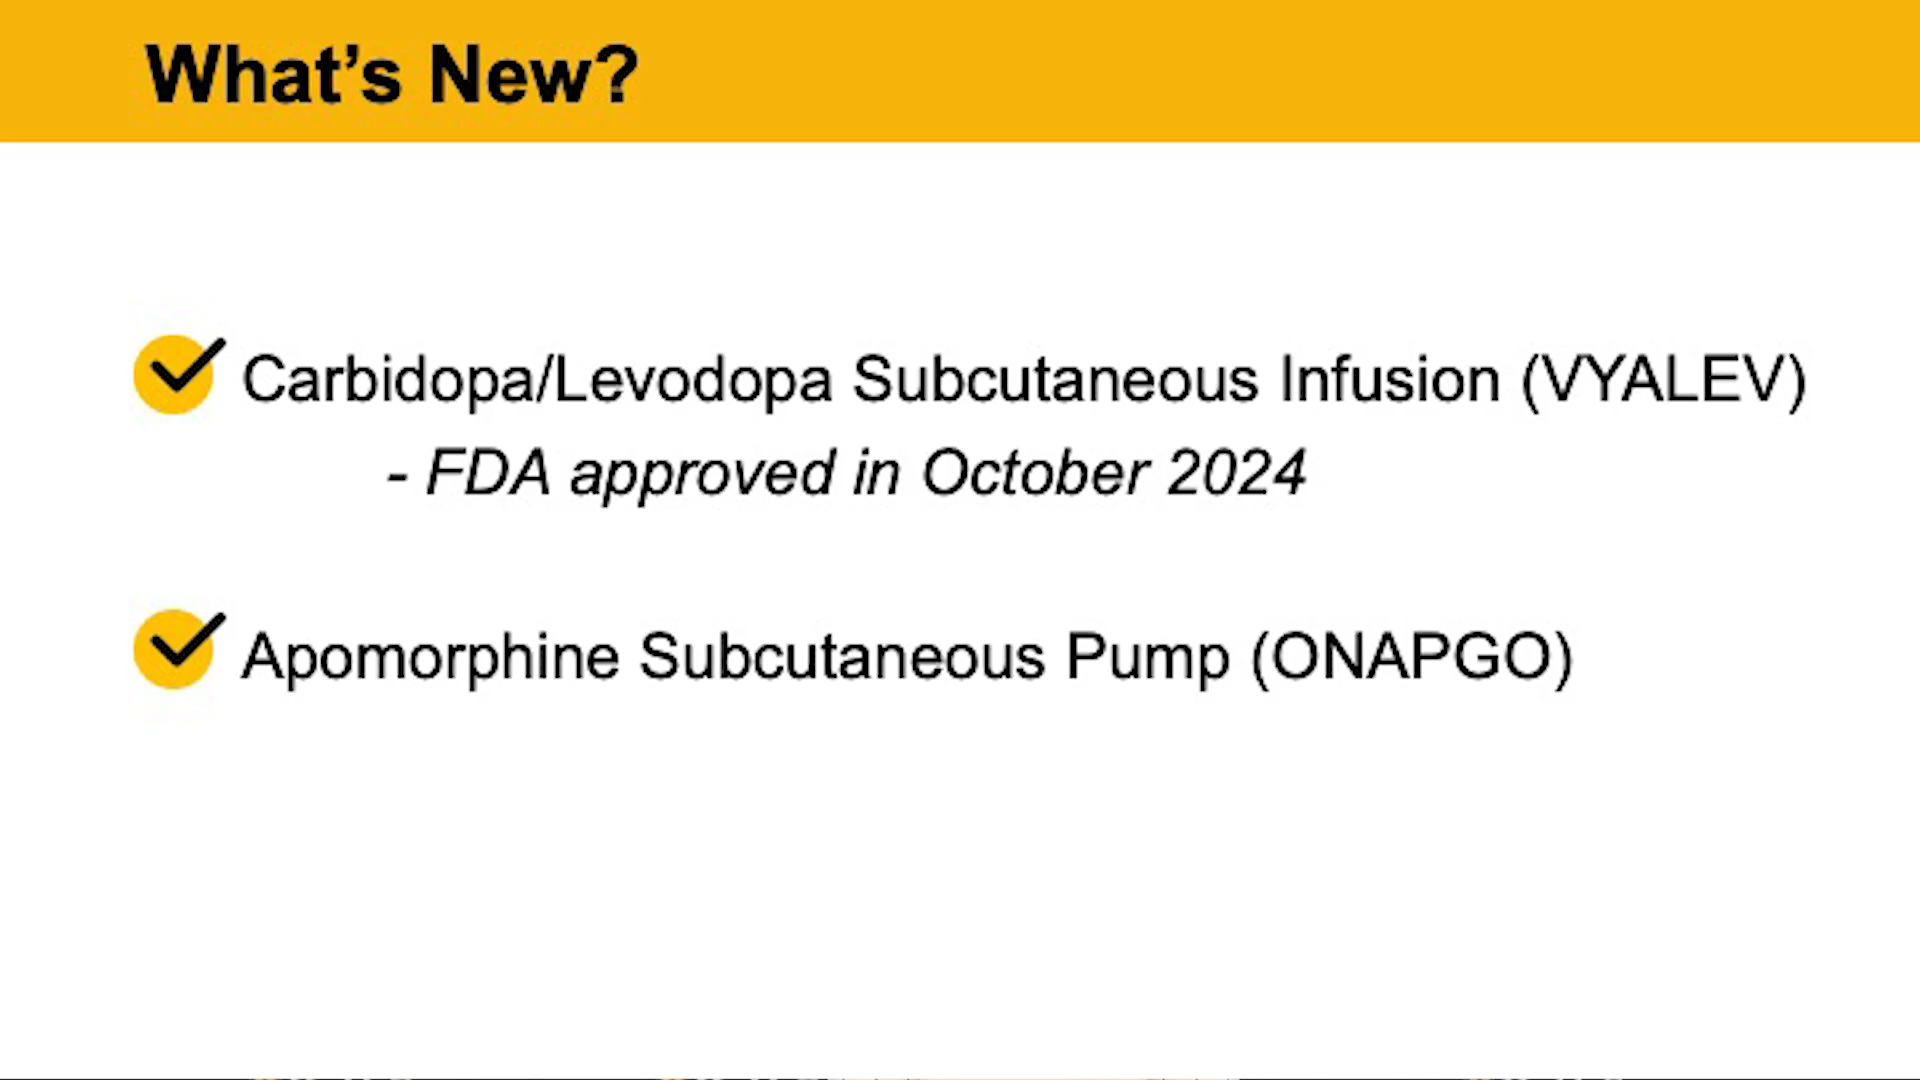 What’s New?
Carbidopa/Levodopa Subcutaneous Infusion (VYALEV)
- FDA approved in October 2024
Apomorphine Subcutaneous Pump (ONAPGO)